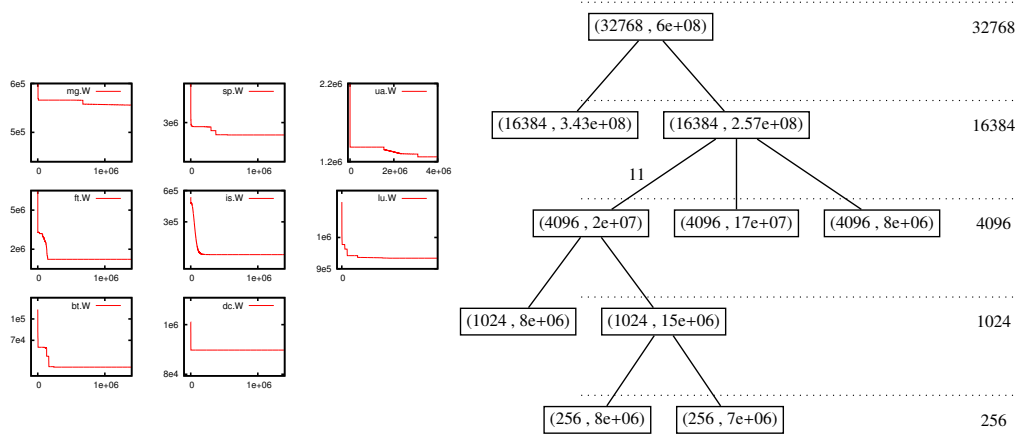 6e5
mg.W
5e5
0
1e+06
sp.W
3e6
0
1e+06
2.2e6
ua.W
1.2e6
0
2e+06
4e+06
ft.W
5e6
2e6
0
1e+06
6e5
is.W
3e5
0
1e+06
lu.W
1e6
9e5
0
bt.W
1e5
7e4
0
1e+06
dc.W
1e6
8e4
0
1e+06
(32768 , 6e+08)
32768
(16384 , 3.43e+08)
(16384 , 2.57e+08)
16384
11
(4096 , 2e+07)
(4096 , 17e+07)
(4096 , 8e+06)
4096
(1024 , 8e+06)
(1024 , 15e+06)
1024
(256 , 8e+06)
(256 , 7e+06)
256